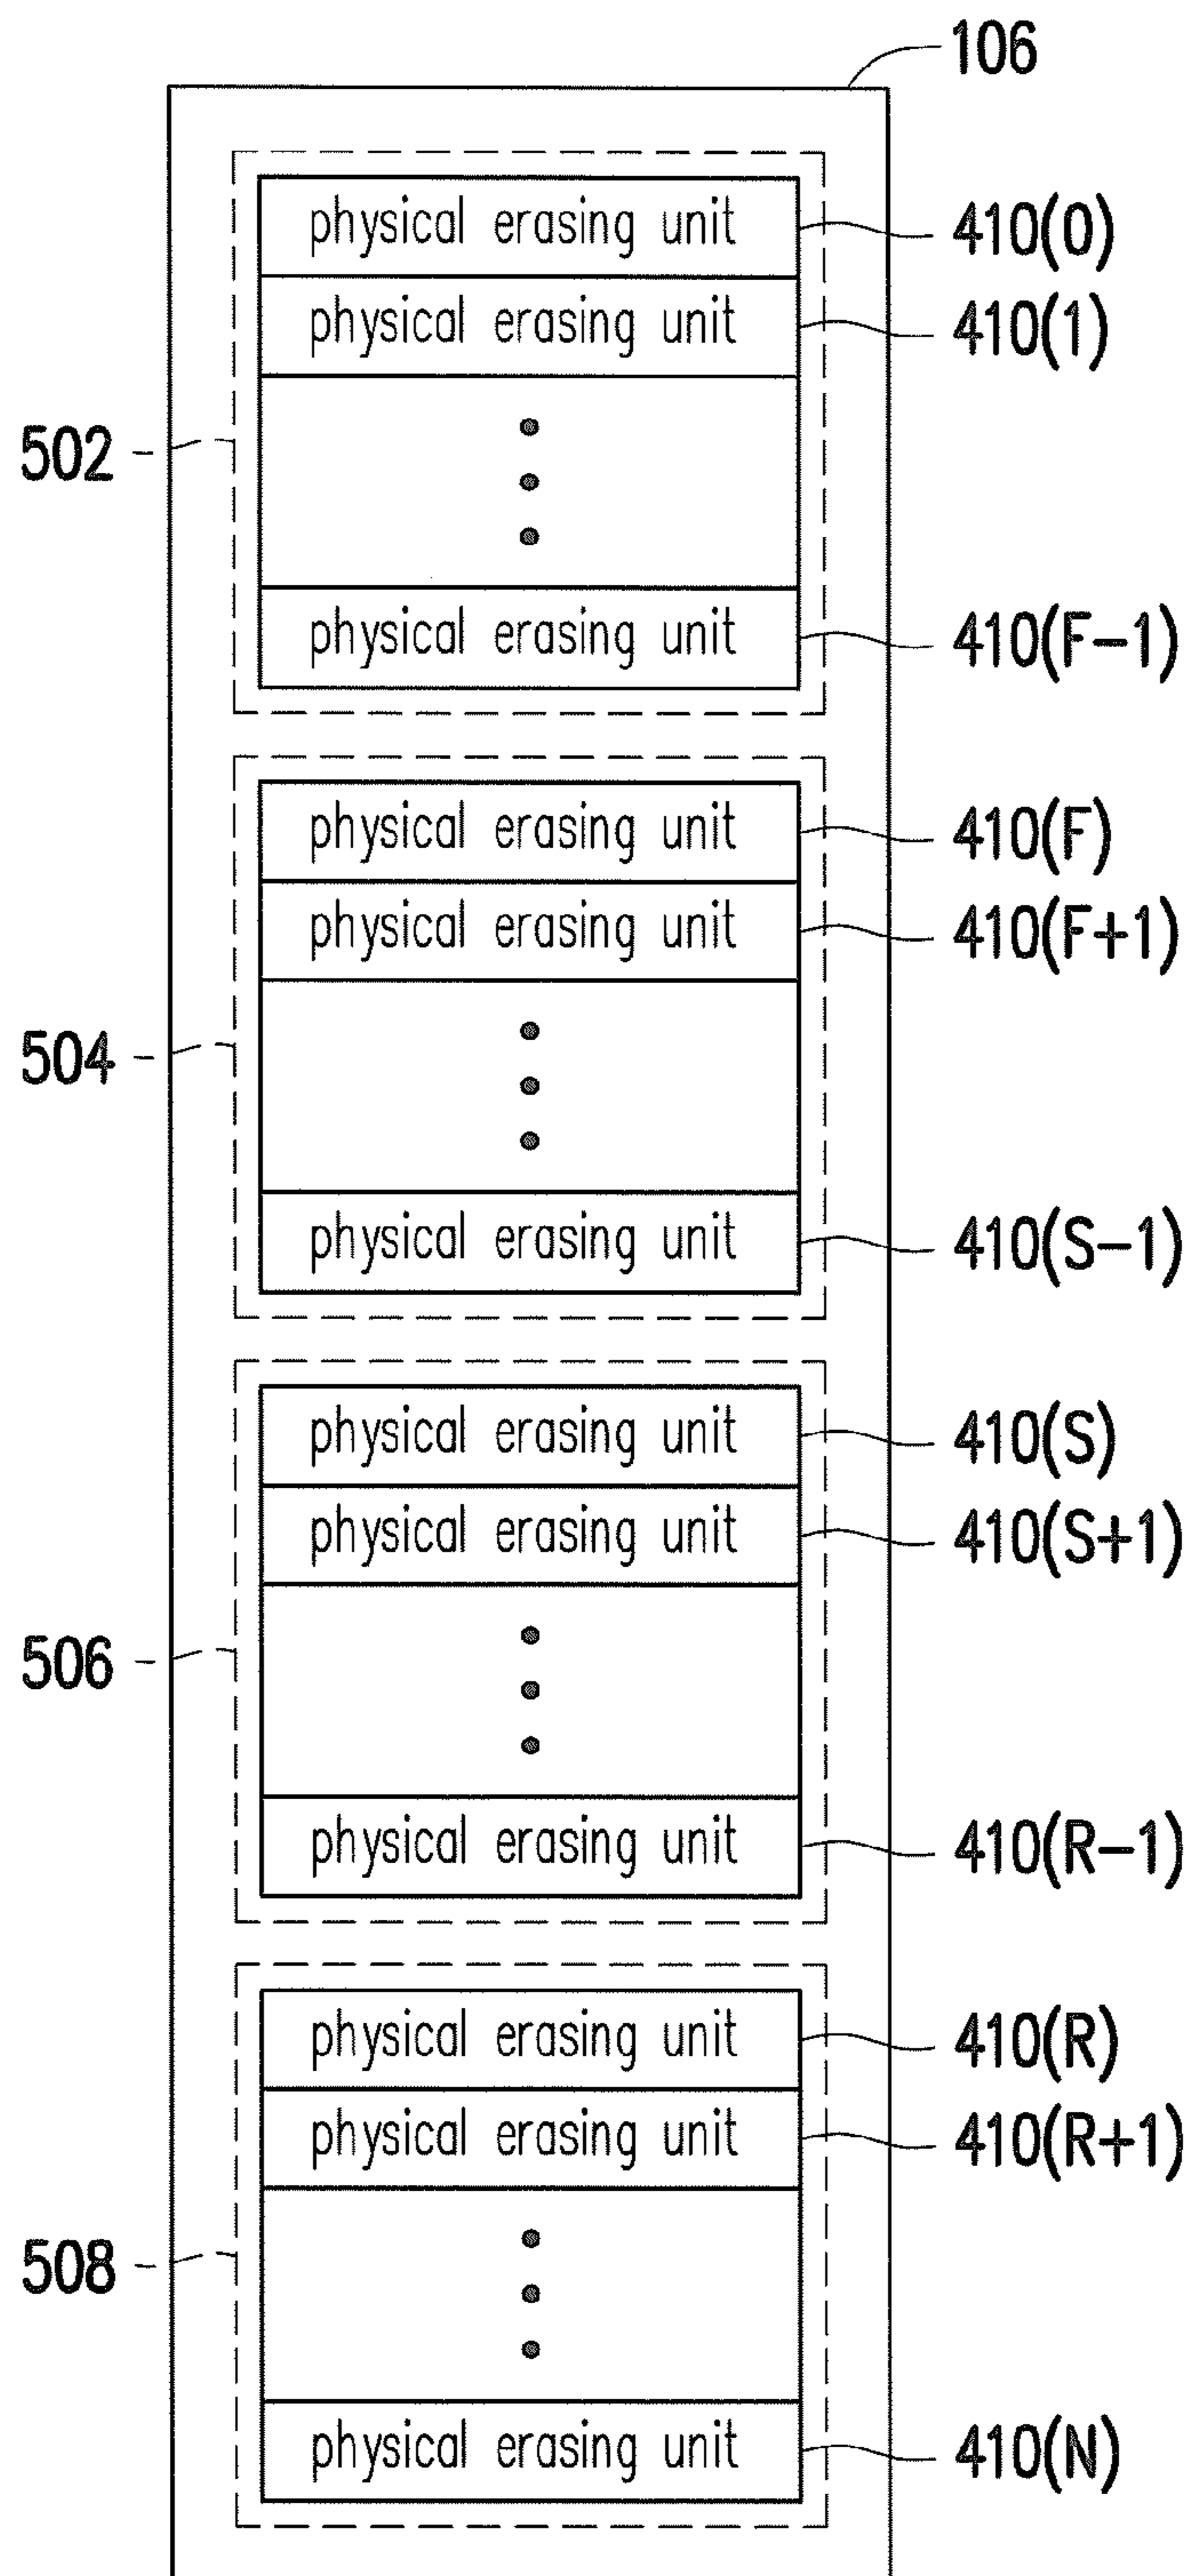 106
physical erasing unit 410(0)
physical erasing unit 410(1)
502
physical erasing unit 410(F-1)
physical erasing unit 410(F)
physical erasing unit 410(F+1)
504
physical erasing unit 410(S-1)
physical erasing unit 410(S)
physical erasing unit 410(S+1)
506
physical erasing unit 410(R-1)
physical erasing unit 410(R)
physical erasing unit 410(R+1)
508
physical erasing unit 410(N)